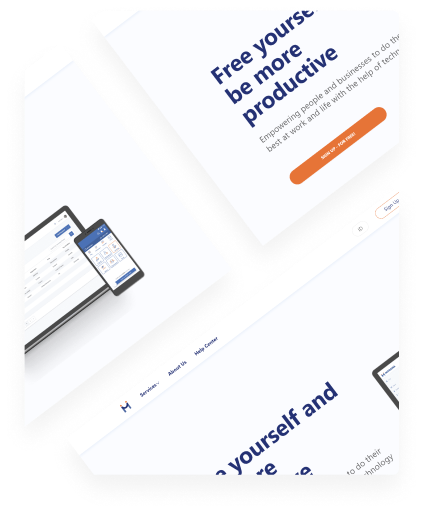 Free yourse
be more
productive
Empowering people and businesses to do the
best at work and life with the help of techn
SIGN UP - FOR FREE!
Sign Up
Services
About Us
Help Center
e yourself and
re
to do their
chnology